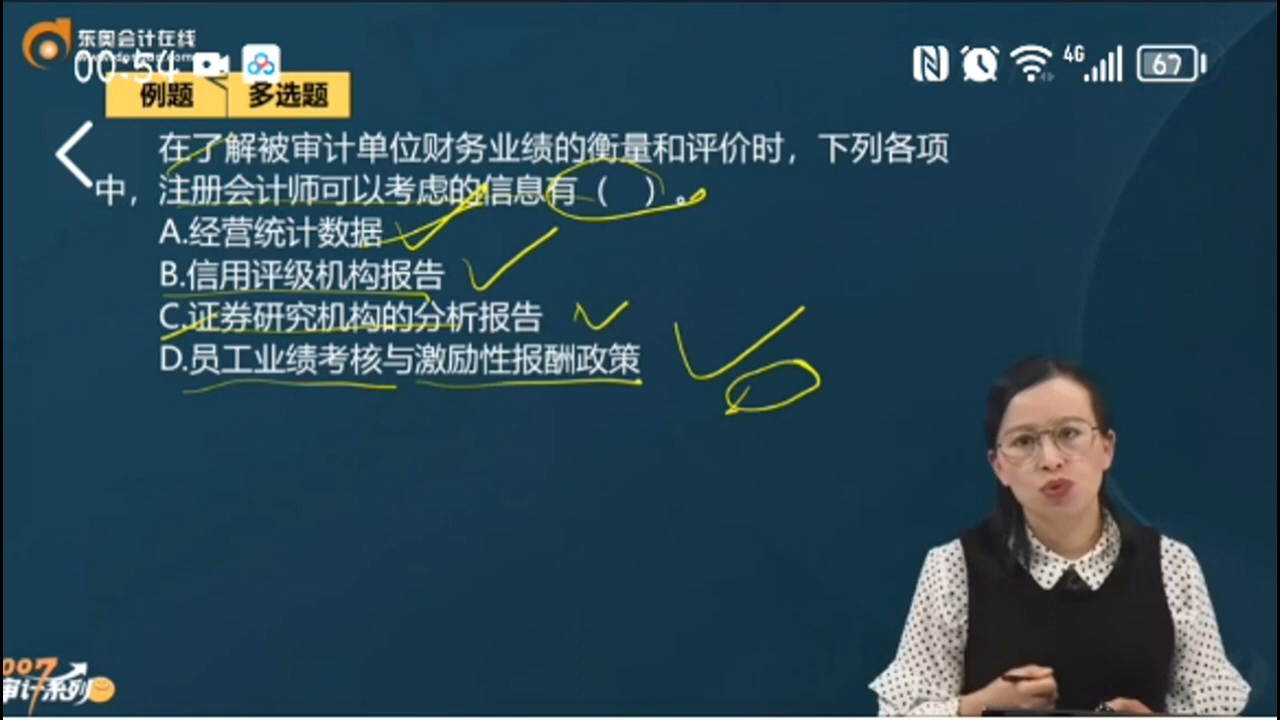 东奥会计在线
00:54
4G
67
例题
多选题
在了解被审计单位财务业绩的衡量和评价时，下列各项
中，注册会计师可以考虑的信息有（　）。
A.经营统计数据
B.信用评级机构报告
C.证券研究机构的分析报告
D.员工业绩考核与激励性报酬政策
审计系列